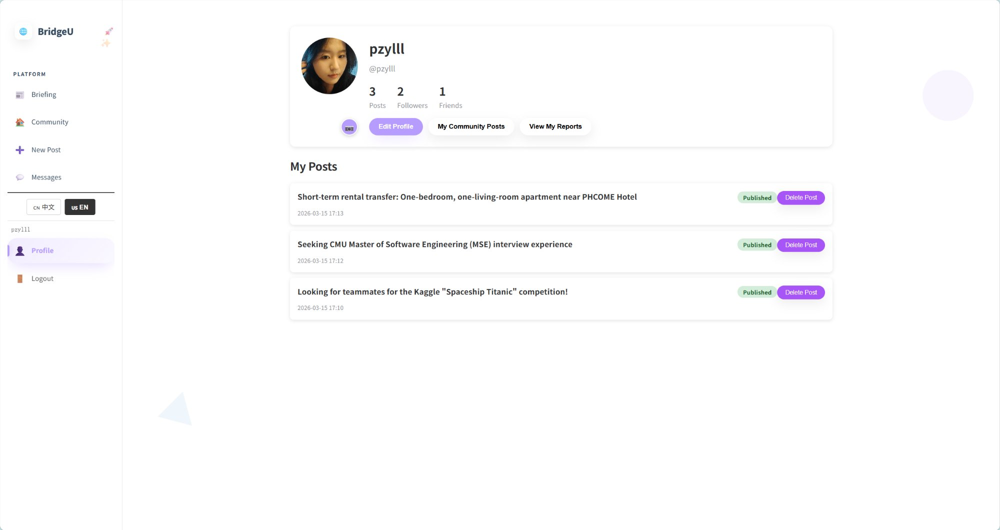 BridgeU
PLATFORM
Briefing
Community
New Post
Messages
CN 中文
US EN
pzylll
Profile
Logout
pzylll
@pzylll
3 2 1
Posts Followers Friends
Edit Profile My Community Posts View My Reports
My Posts
Short-term rental transfer: One-bedroom, one-living-room apartment near PHCOME Hotel Published Delete Post
2026-03-15 17:13
Seeking CMU Master of Software Engineering (MSE) interview experience Published Delete Post
2026-03-15 17:12
Looking for teammates for the Kaggle "Spaceship Titanic" competition! Published Delete Post
2026-03-15 17:10